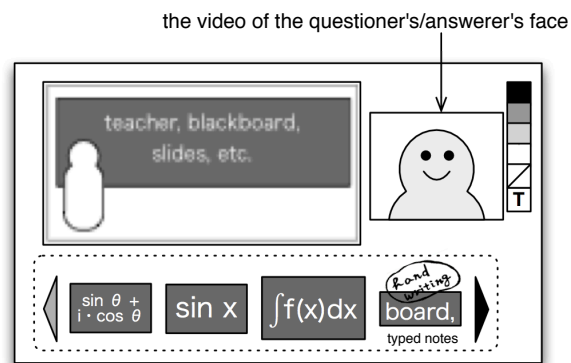 the video of the questioner's/answerer's face
teacher, blackboard,
slides, etc.
T
sin θ +
i · cos θ
sin x
∫f(x)dx
hand
writing
board,
typed notes